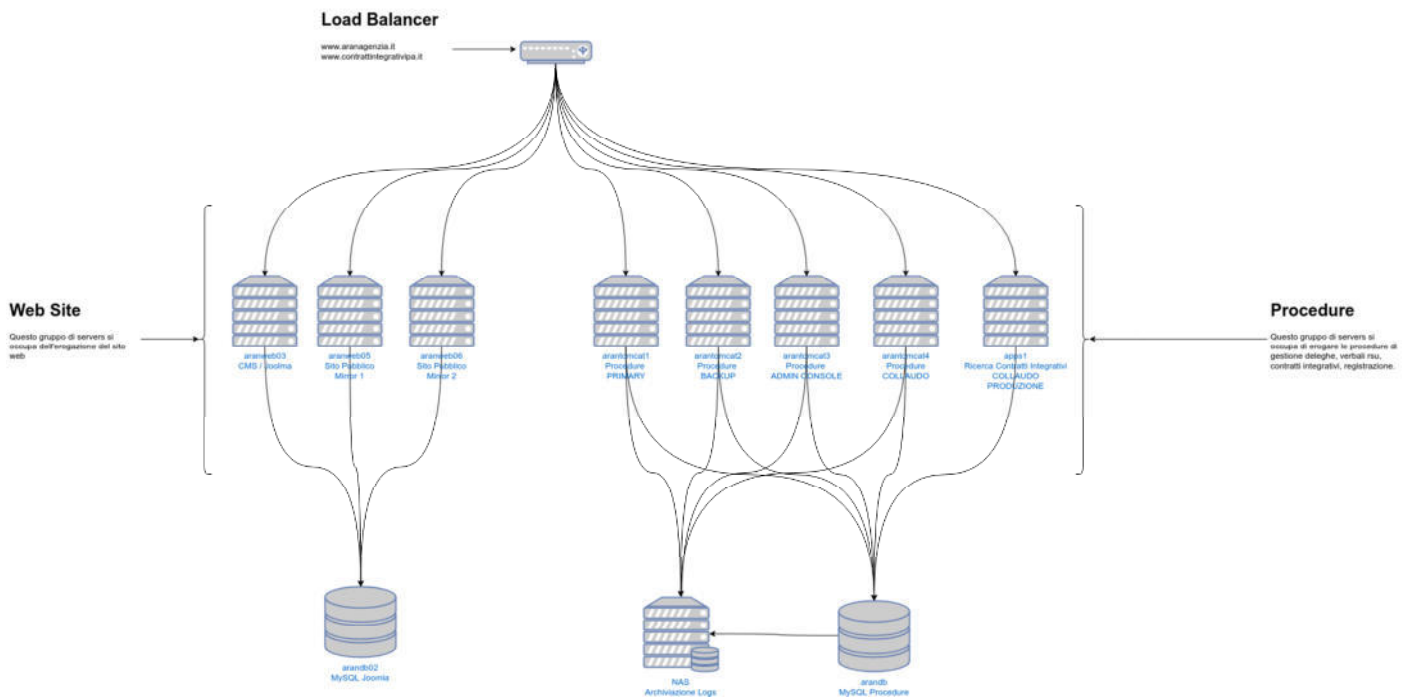 Load Balancer
www.aranagenzia.it
www.contrattintegrativipa.it
Web Site
Questo gruppo di servers si
occupa dell'erogazione del sito
web
araweb03
CMS / Joolma
araweb05
Sito Pubblico
Mirror 1
araweb06
Sito Pubblico
Mirror 2
arantomcat1
Procedure
PRIMARY
arantomcat2
Procedure
BACKUP
arantomcat3
Procedure
ADMIN CONSOLE
arantomcat4
Procedure
COLLAUDO
apps1
Ricerca Contratti Integrativi
COLLAUDO
PRODUZIONE
Procedure
Questo gruppo di servers si
occupa di erogare le procedure di
gestione deleghe, verbali rsu,
contratti integrativi, registrazione.
arandb02
MySQL Joomla
NAS
Archiviazione Logs
arandb
MySQL Procedure